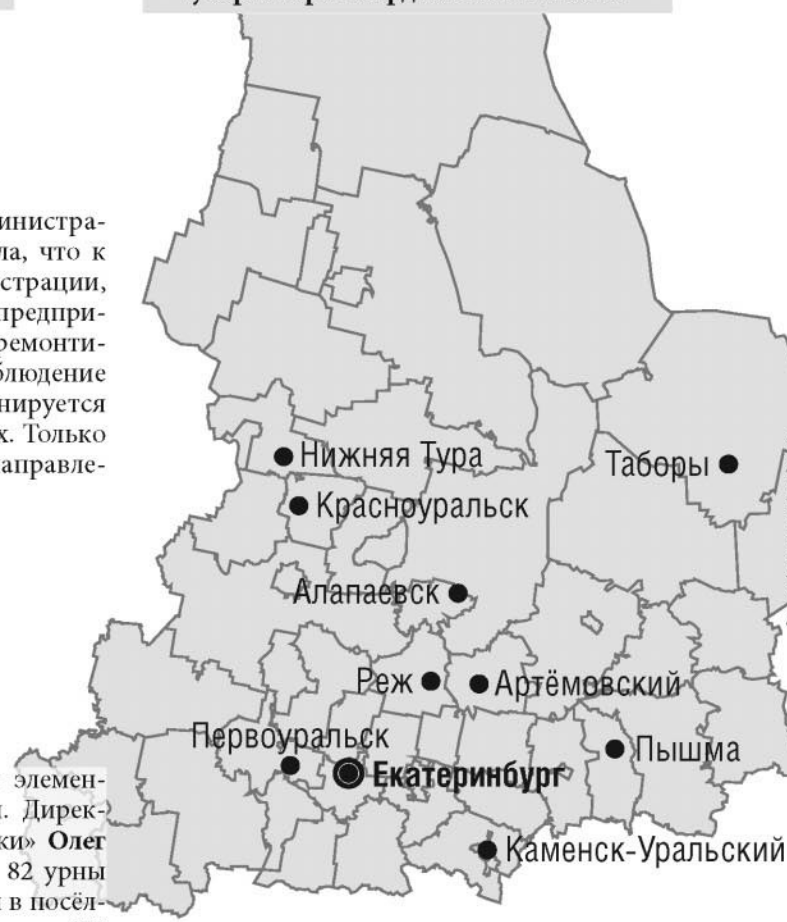 инистра-
ла, что к
страции,
предпри-
ремонти-
блюдение
нируется
х. Только
аправле-
Нижняя Тура
Таборы
Красноуральск
Алапаевск
Реж
Артёмовский
Первоуральск
Пышма
Екатеринбург
Каменск-Уральский
элемен-
. Дирек-
ки» Олег
82 урны
в посёл-